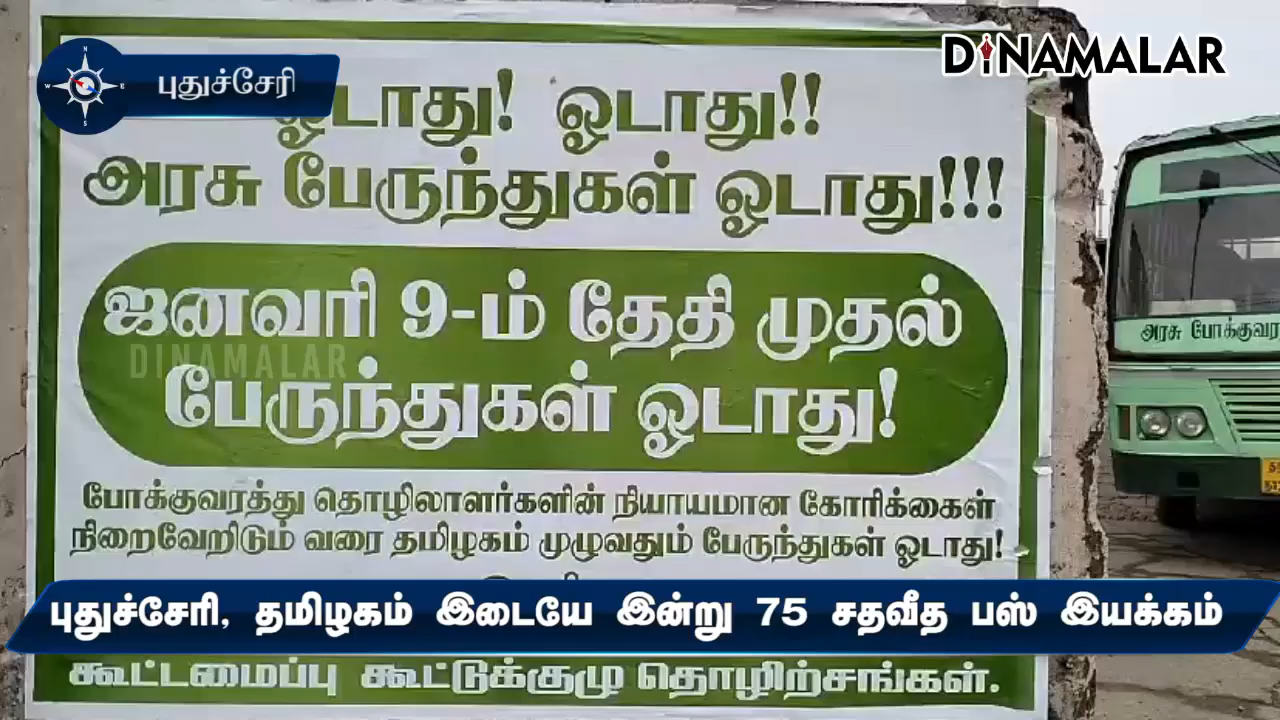 DINAMALAR
புதுச்சேரி
ஓடாது! ஓடாது!!
அரசு பேருந்துகள் ஓடாது!!!
ஜனவரி 9-ம் தேதி முதல்
DINAMALAR
பேருந்துகள் ஓடாது!
போக்குவரத்து தொழிலாளர்களின் நியாயமான கோரிக்கைகள்
நிறைவேறிடும் வரை தமிழகம் முழுவதும் பேருந்துகள் ஓடாது!
புதுச்சேரி, தமிழகம் இடையே இன்று 75 சதவீத பஸ் இயக்கம்
கூட்டமைப்பு கூட்டுக்குழு தொழிற்சங்கள்.
அரசு போக்குவர